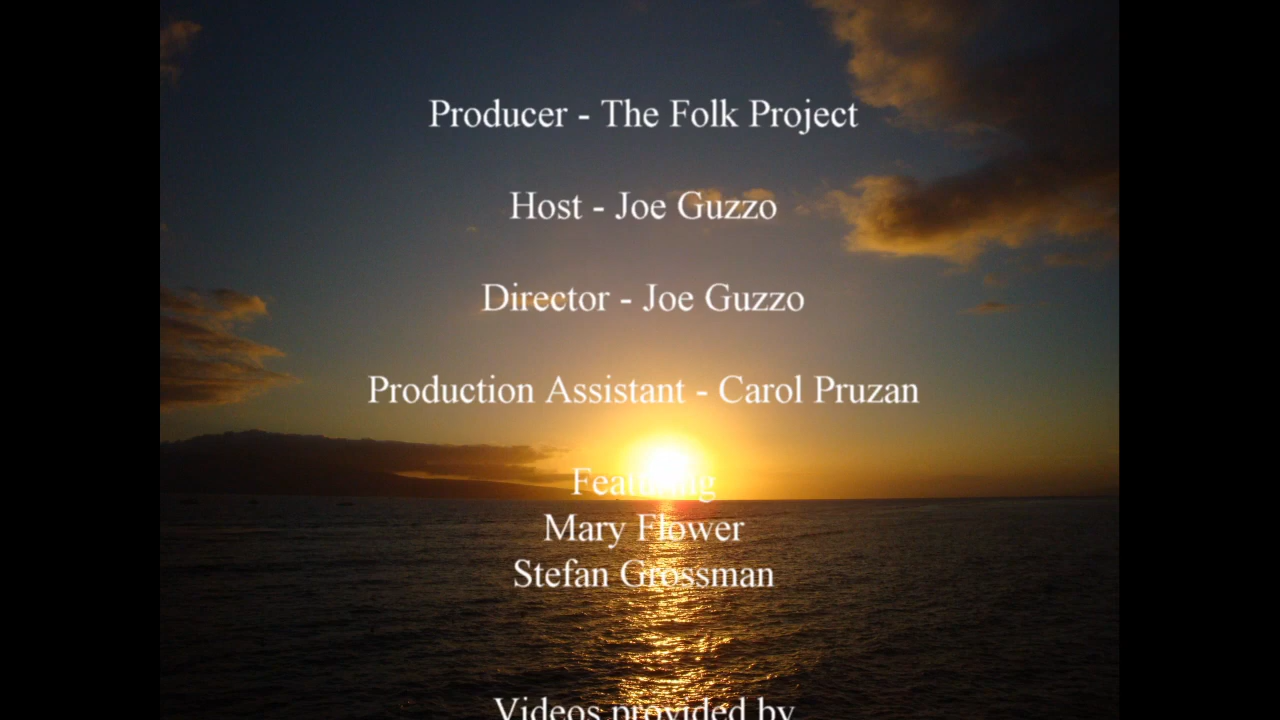 Producer - The Folk Project
Host - Joe Guzzo
Director - Joe Guzzo
Production Assistant - Carol Pruzan
Featuring
Mary Flower
Stefan Grossman
Videos provided by